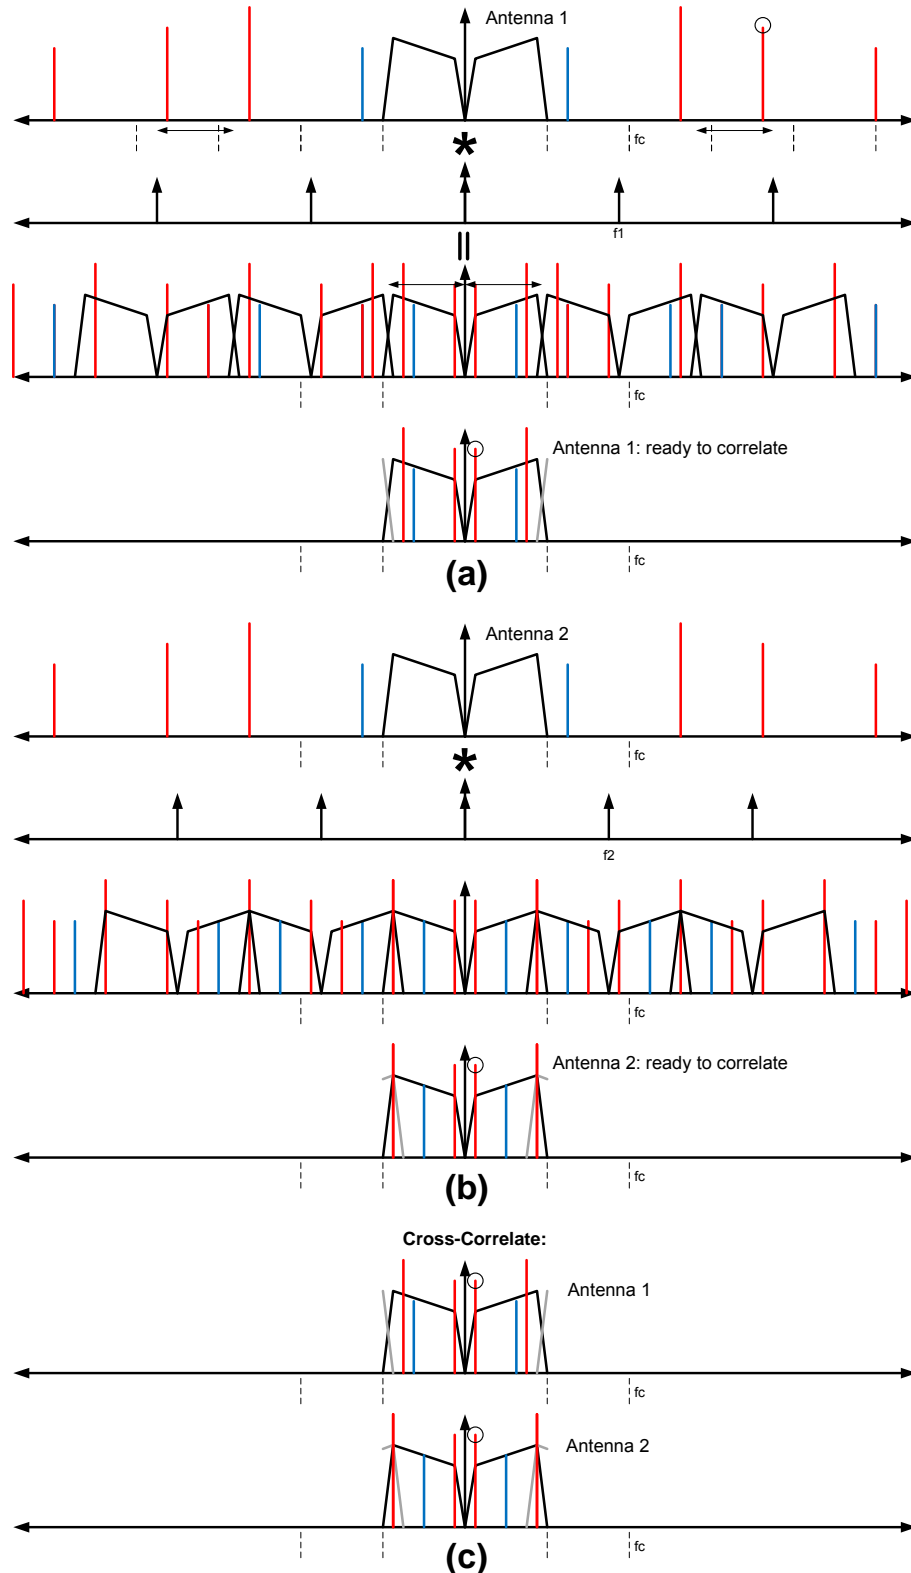 Antenna 1
fc
*
f1
=
fc
Antenna 1: ready to correlate
fc
(a)
Antenna 2
fc
*
f2
fc
Antenna 2: ready to correlate
fc
(b)
Cross-Correlate:
Antenna 1
fc
Antenna 2
fc
(c)